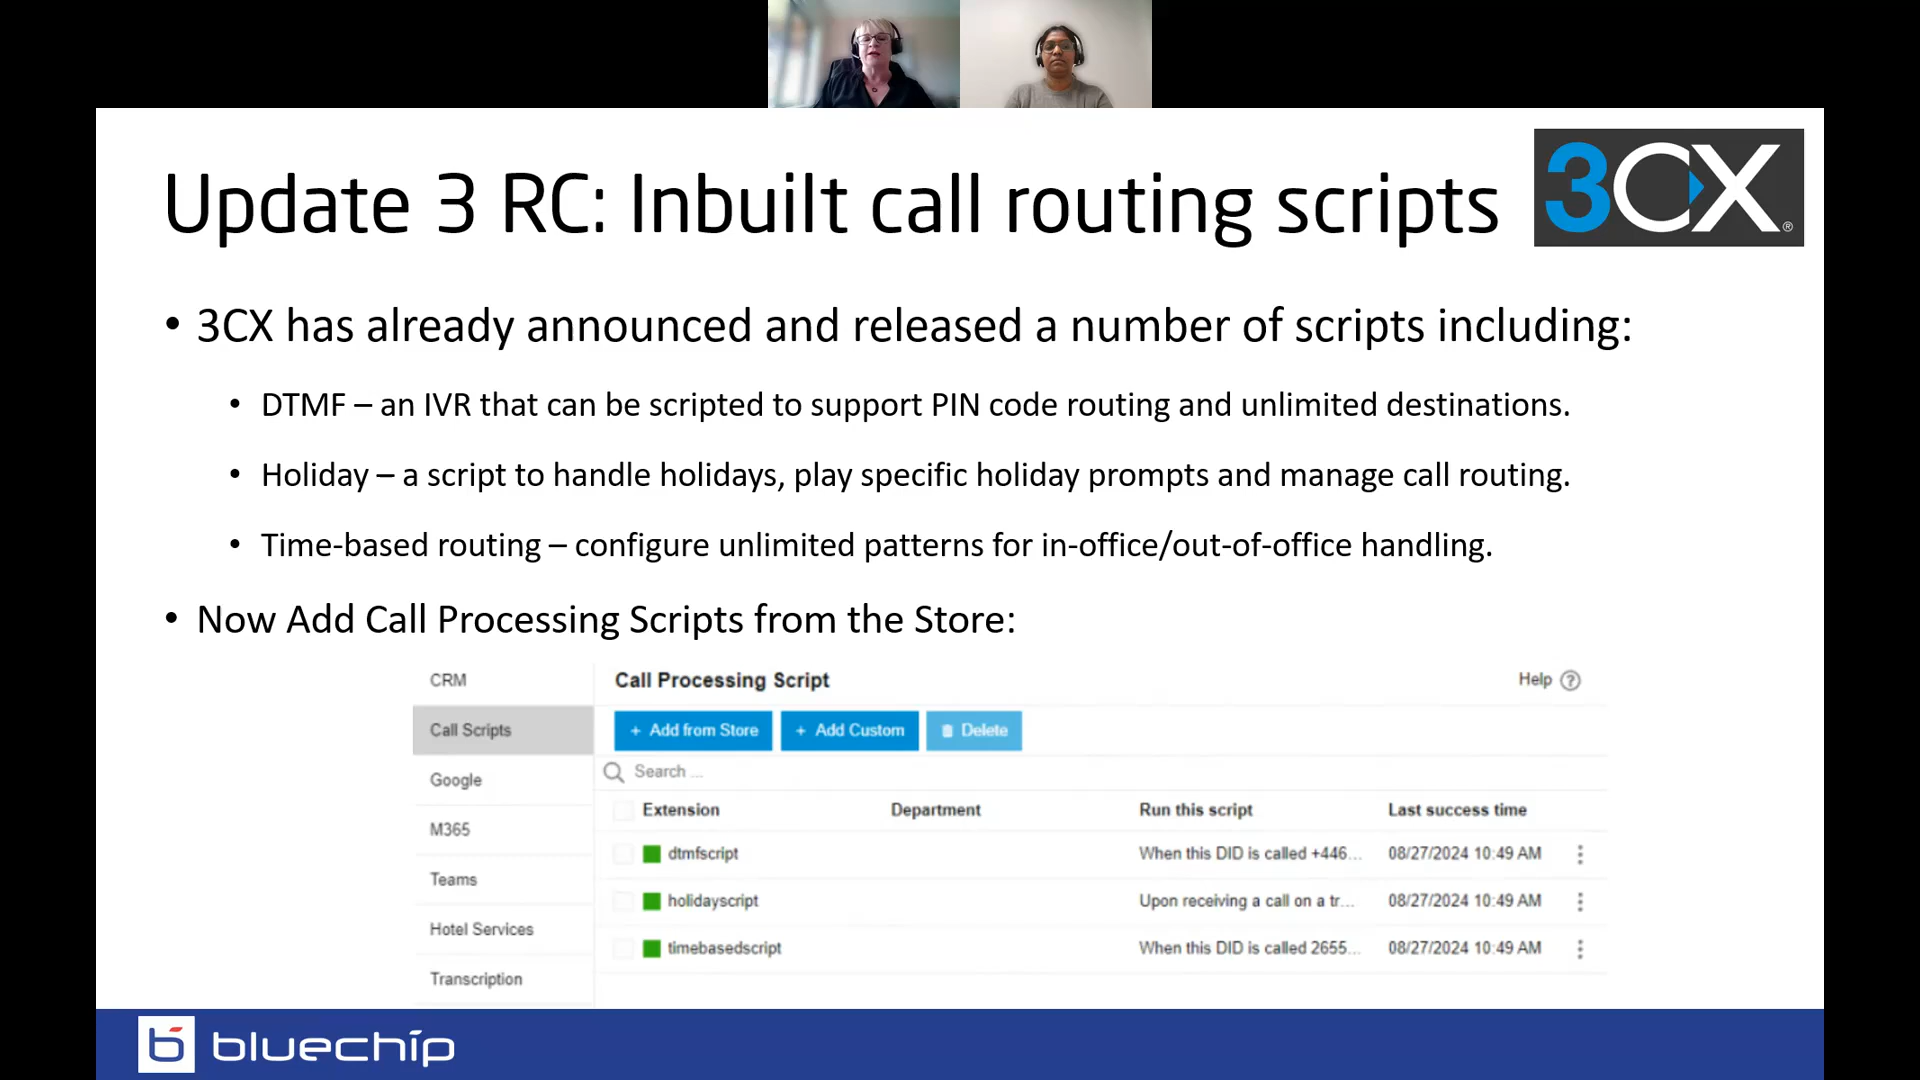 Update 3 RC: Inbuilt call routing scripts
3CX®
• 3CX has already announced and released a number of scripts including:
• DTMF – an IVR that can be scripted to support PIN code routing and unlimited destinations.
• Holiday – a script to handle holidays, play specific holiday prompts and manage call routing.
• Time-based routing – configure unlimited patterns for in-office/out-of-office handling.
• Now Add Call Processing Scripts from the Store:
CRM
Call Scripts
Google
M365
Teams
Hotel Services
Transcription
Call Processing Script
Help ?
+ Add from Store
+ Add Custom
Delete
Search ...
Extension Department Run this script Last success time
dtmfscript When this DID is called +446... 08/27/2024 10:49 AM
holidayscript Upon receiving a call on a tr... 08/27/2024 10:49 AM
timebasedscript When this DID is called 2655... 08/27/2024 10:49 AM
b bluechip